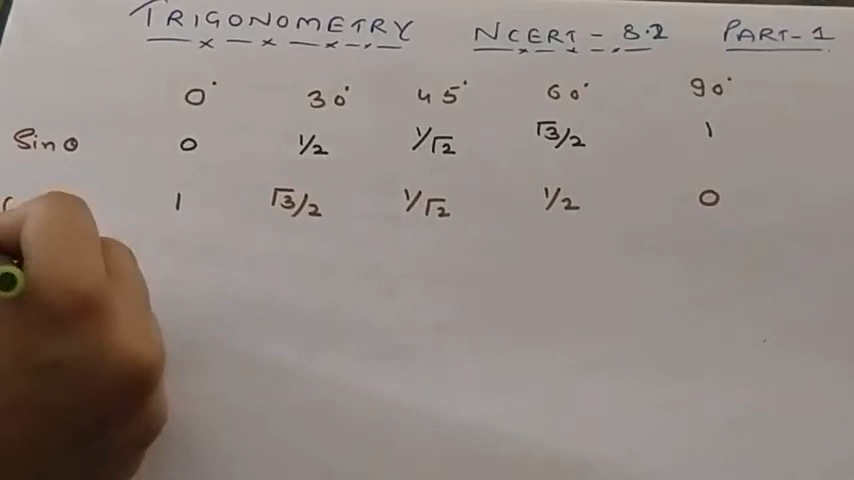 TRIGONOMETRY NCERT - 8.2 PART-1
0° 30° 45° 60° 90°
Sin θ 0 1/2 1/√2 √3/2 1
1 √3/2 1/√2 1/2 0